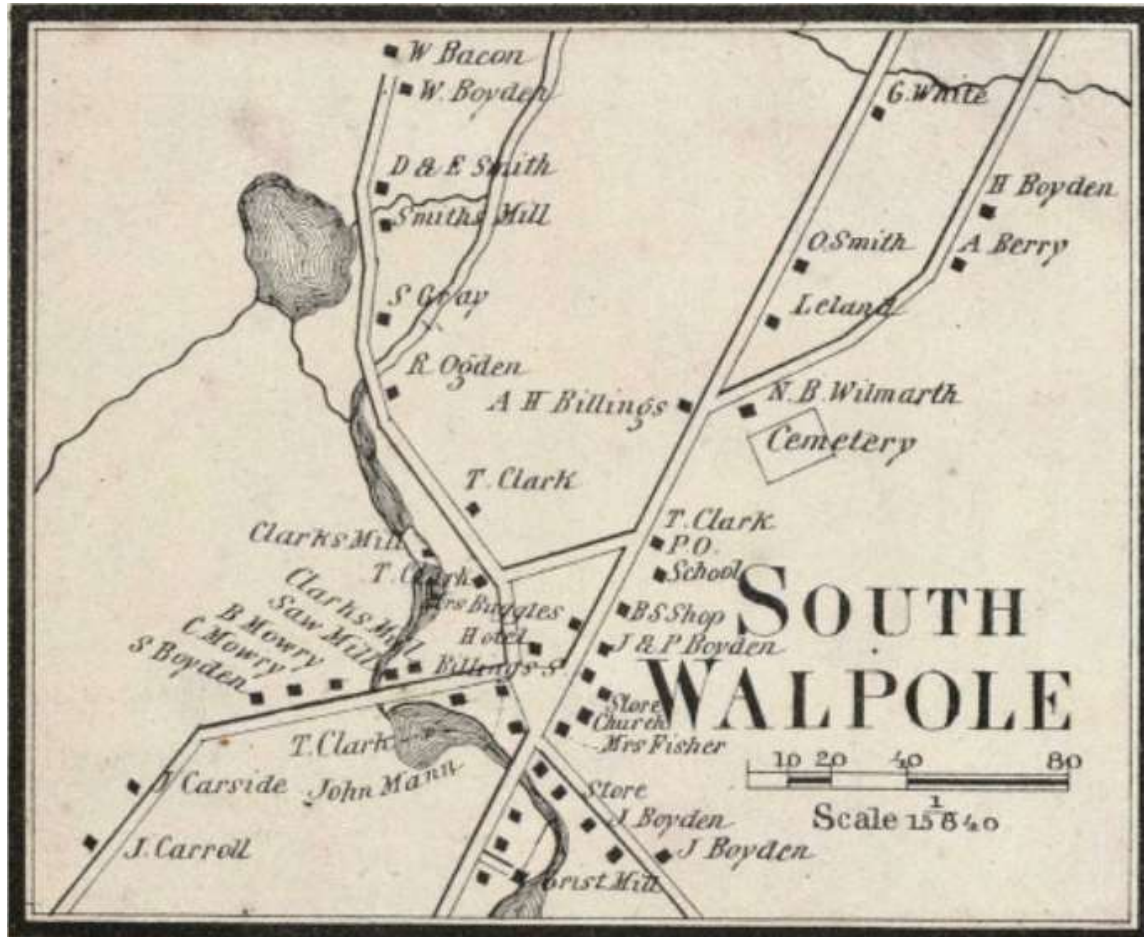 W Bacon
W. Boyden
G. White
D & E Smith
H Boyden
Smiths Mill
O. Smith
A Berry
S Gray
Leland
R. Ogden
A H Billings
N. B. Wilmarth
Cemetery
T. Clark
T. Clark
Clarks Mill
P.O.
School
T. Clark
Mrs Buggles
B S Shop
Hotel
J & P Boyden
Billings S
Clarks Mill
Saw Mill
B Mowry
C. Mowry
S Boyden
SOUTH
WALPOLE
Store
Church
Mrs Fisher
T. Clark
John Mann
J Carside
J. Carroll
Store
J Boyden
J Boyden
Grist Mill
10 20 40 80
Scale